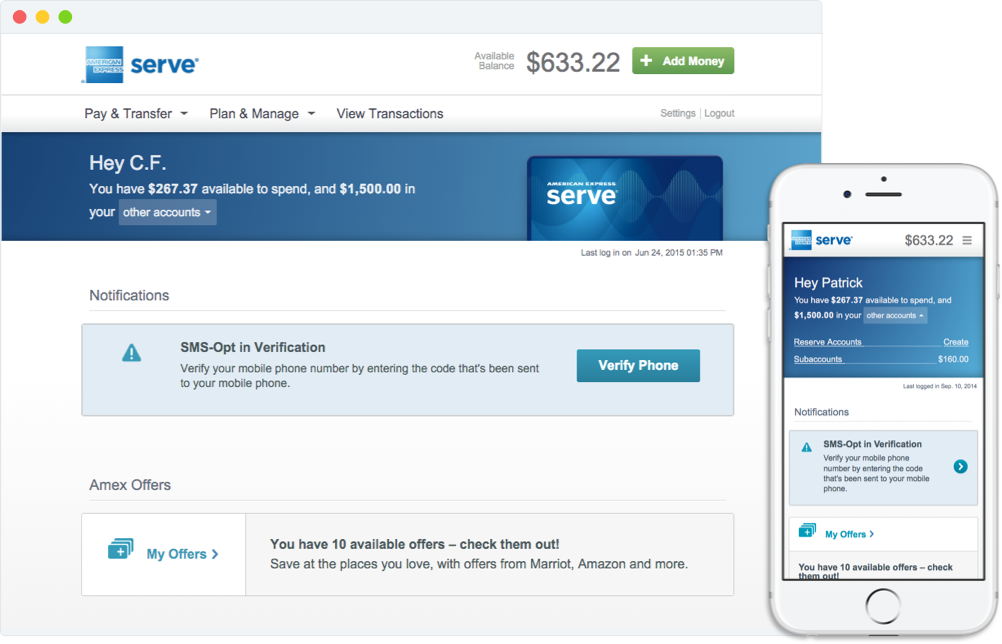 AMERICAN EXPRESS
serve
Available
Balance
$633.22
+ Add Money
Pay & Transfer
Plan & Manage
View Transactions
Settings | Logout
Hey C.F.
You have $267.37 available to spend, and $1,500.00 in
your other accounts
AMERICAN EXPRESS
serve
Last log in on Jun 24, 2015 01:35 PM
Notifications
SMS-Opt in Verification
Verify your mobile phone number by entering the code that's been sent
to your mobile phone.
Verify Phone
Amex Offers
My Offers
You have 10 available offers – check them out!
Save at the places you love, with offers from Marriot, Amazon and more.
serve
$633.22
Hey Patrick
You have $267.37 available to spend, and
$1,500.00 in your other accounts
Reserve Accounts Create
Subaccounts $160.00
Last logged in Sep. 10, 2014
Notifications
SMS-Opt in Verification
Verify your mobile phone
number by entering the code
that's been sent to your mobile
phone.
My Offers
You have 10 available offers – check
them out!